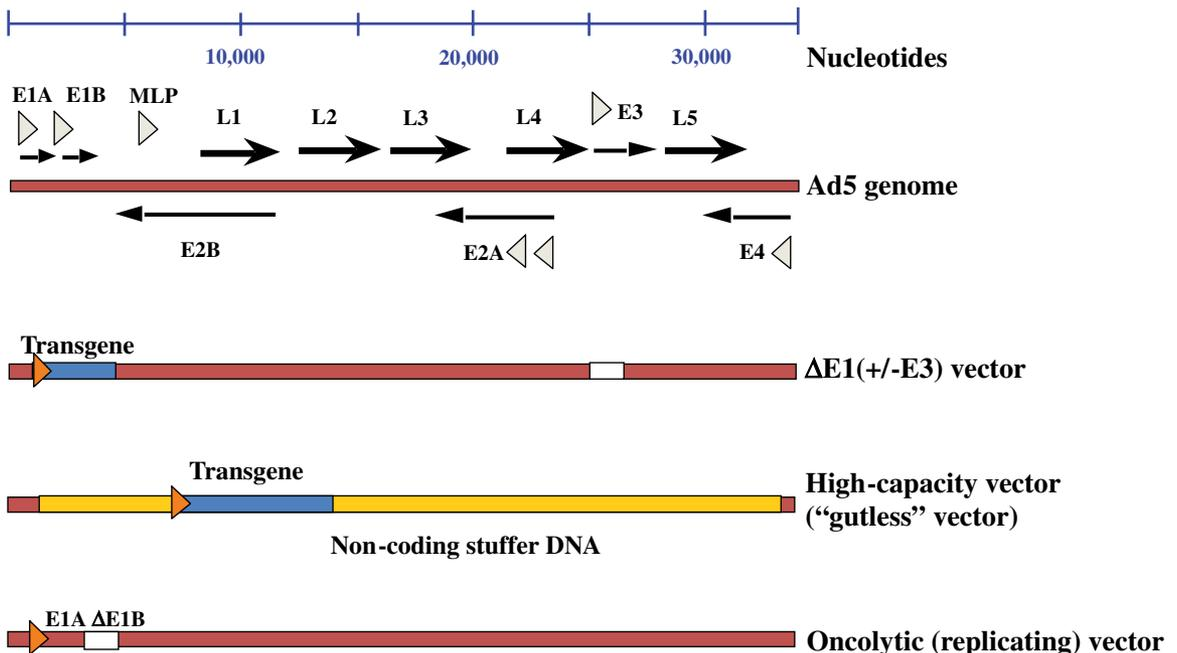 10,000 20,000 30,000 Nucleotides
E1A E1B MLP L1 L2 L3 L4 E3 L5
Ad5 genome
E2B E2A E4
Transgene
ΔE1(+/-E3) vector
Transgene
High-capacity vector
(“gutless” vector)
Non-coding stuffer DNA
E1A ΔE1B
Oncolytic (replicating) vector